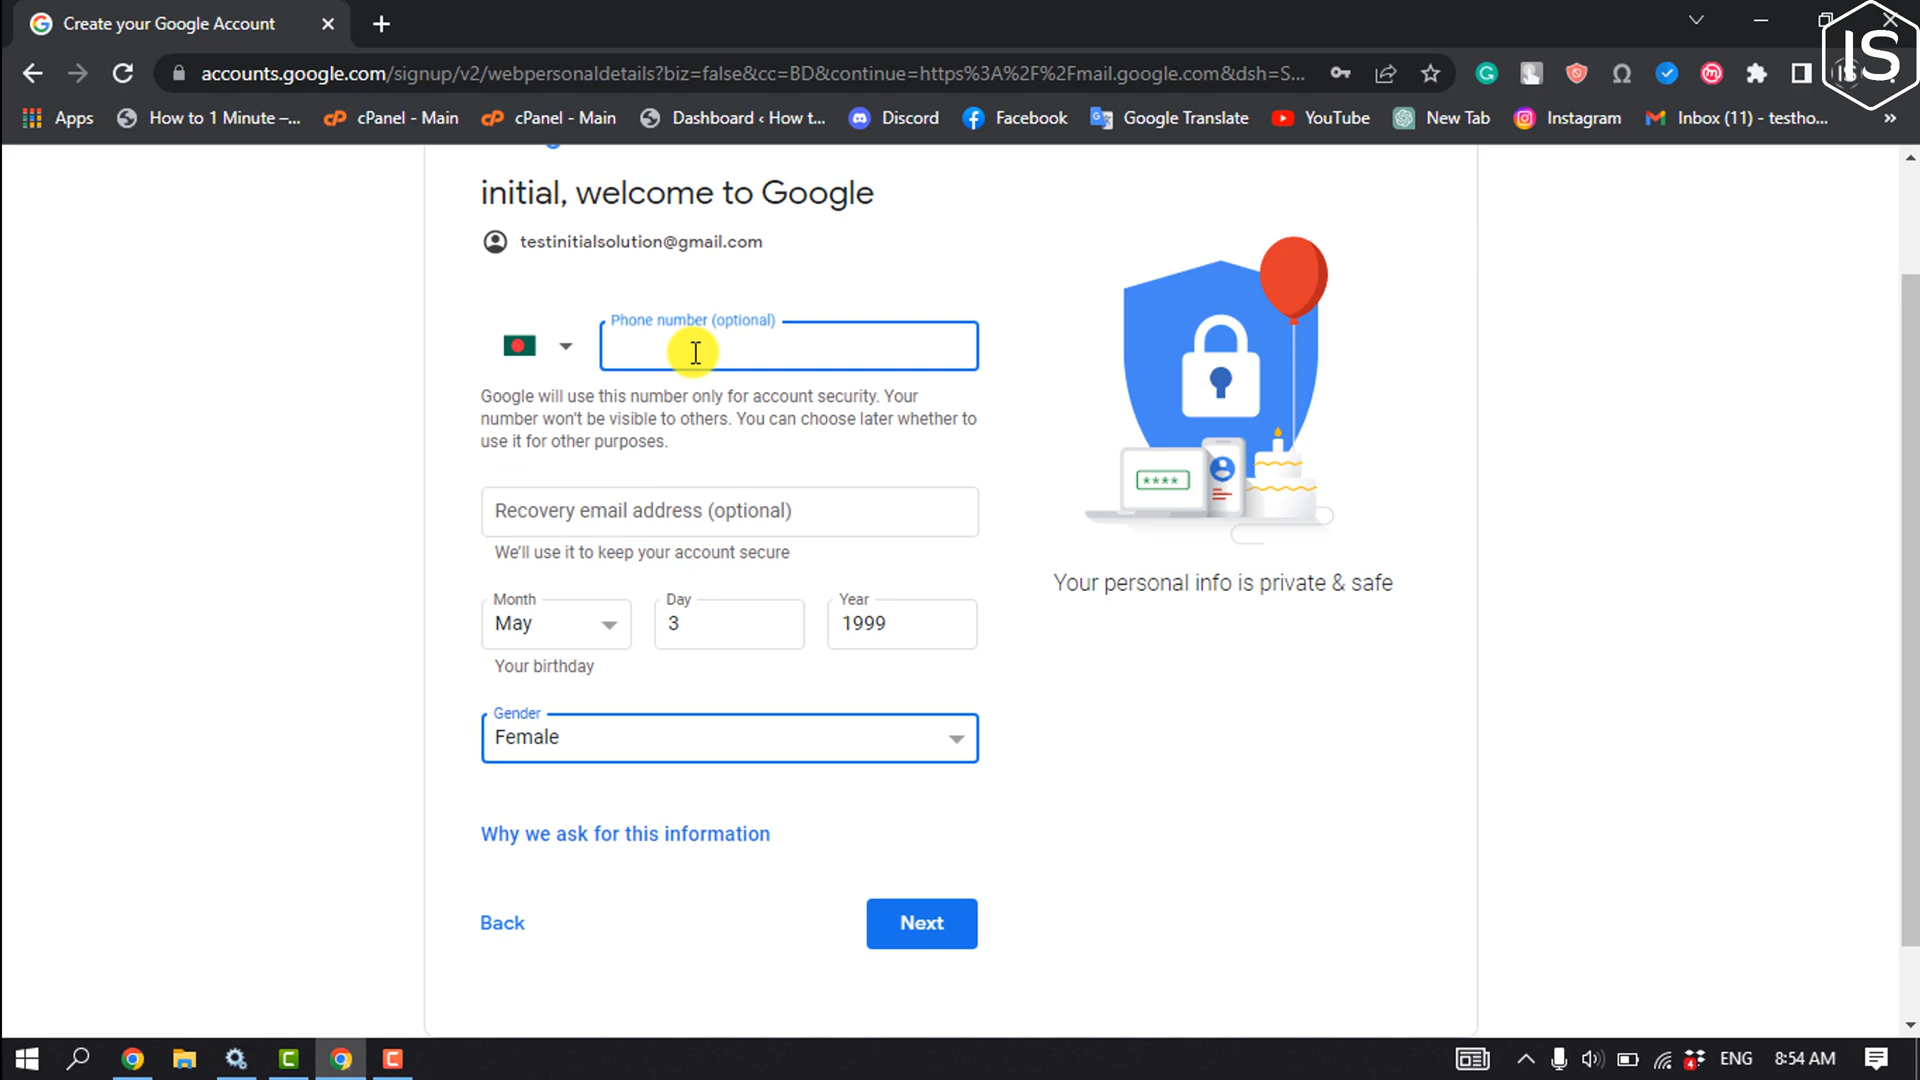 Create your Google Account
IS
accounts.google.com/signup/v2/webpersonaldetails?biz=false&cc=BD&continue=https%3A%2F%2Fmail.google.com&dsh=S...
Apps How to 1 Minute –... cPanel - Main cPanel - Main Dashboard ‹ How t... Discord Facebook Google Translate YouTube New Tab Instagram Inbox (11) - testho... »
initial, welcome to Google
testinitialsolution@gmail.com
Phone number (optional)
Google will use this number only for account security. Your
number won't be visible to others. You can choose later whether to
use it for other purposes.
Recovery email address (optional)
We'll use it to keep your account secure
Month Day Year
May 3 1999
Your birthday
Gender
Female
Why we ask for this information
Back Next
****
Your personal info is private & safe
ENG 8:54 AM